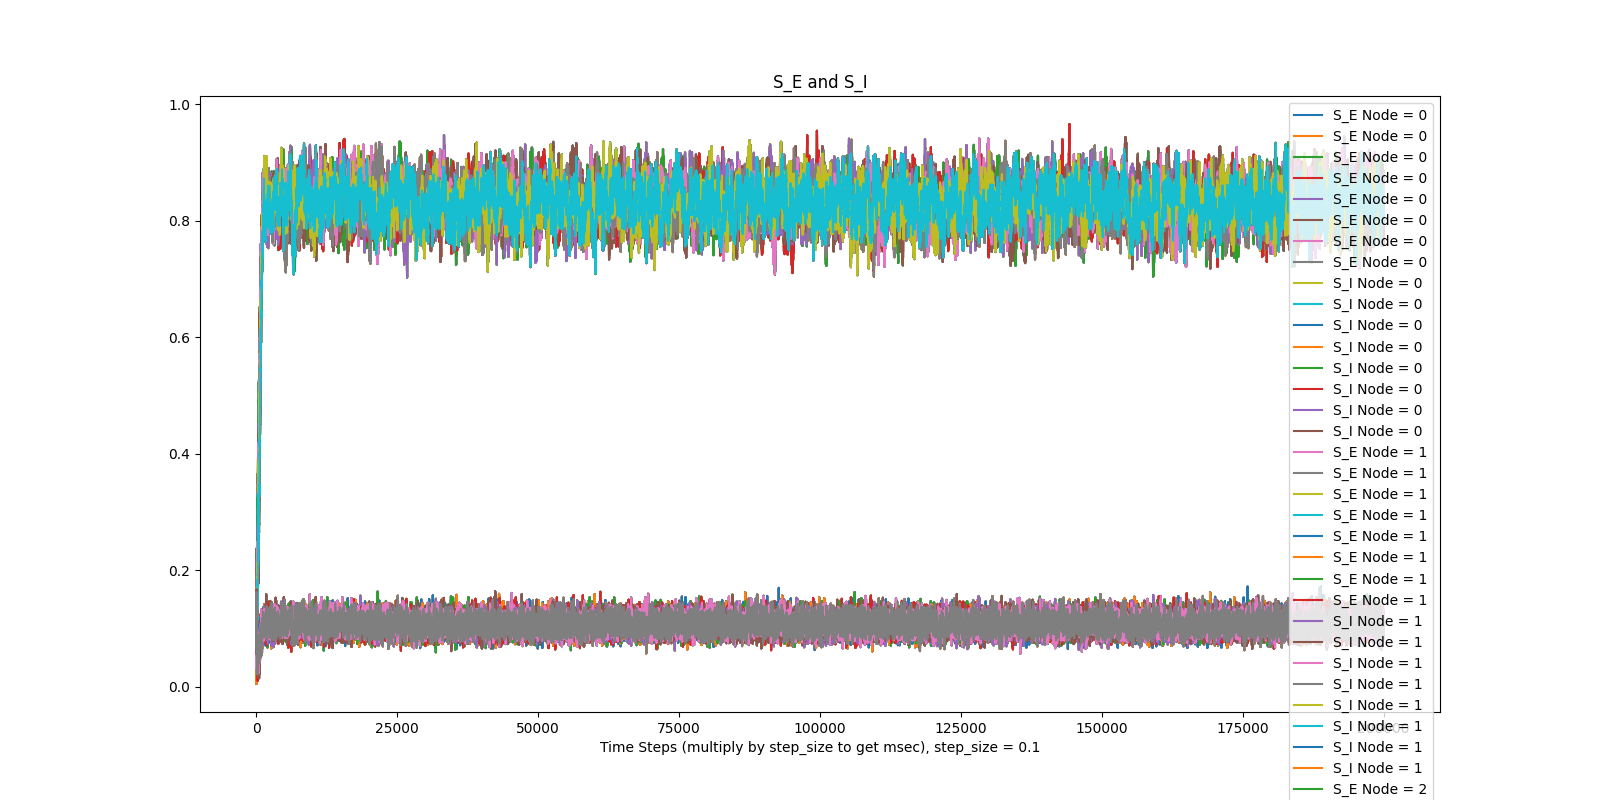 S_E and S_I
1.0
0.8
0.6
0.4
0.2
0.0
0 25000 50000 75000 100000 125000 150000 175000
Time Steps (multiply by step_size to get msec), step_size = 0.1
S_E Node = 0
S_E Node = 0
S_E Node = 0
S_E Node = 0
S_E Node = 0
S_E Node = 0
S_E Node = 0
S_E Node = 0
S_I Node = 0
S_I Node = 0
S_I Node = 0
S_I Node = 0
S_I Node = 0
S_I Node = 0
S_I Node = 0
S_I Node = 0
S_E Node = 1
S_E Node = 1
S_E Node = 1
S_E Node = 1
S_E Node = 1
S_E Node = 1
S_E Node = 1
S_E Node = 1
S_I Node = 1
S_I Node = 1
S_I Node = 1
S_I Node = 1
S_I Node = 1
S_I Node = 1
S_I Node = 1
S_I Node = 1
S_E Node = 2